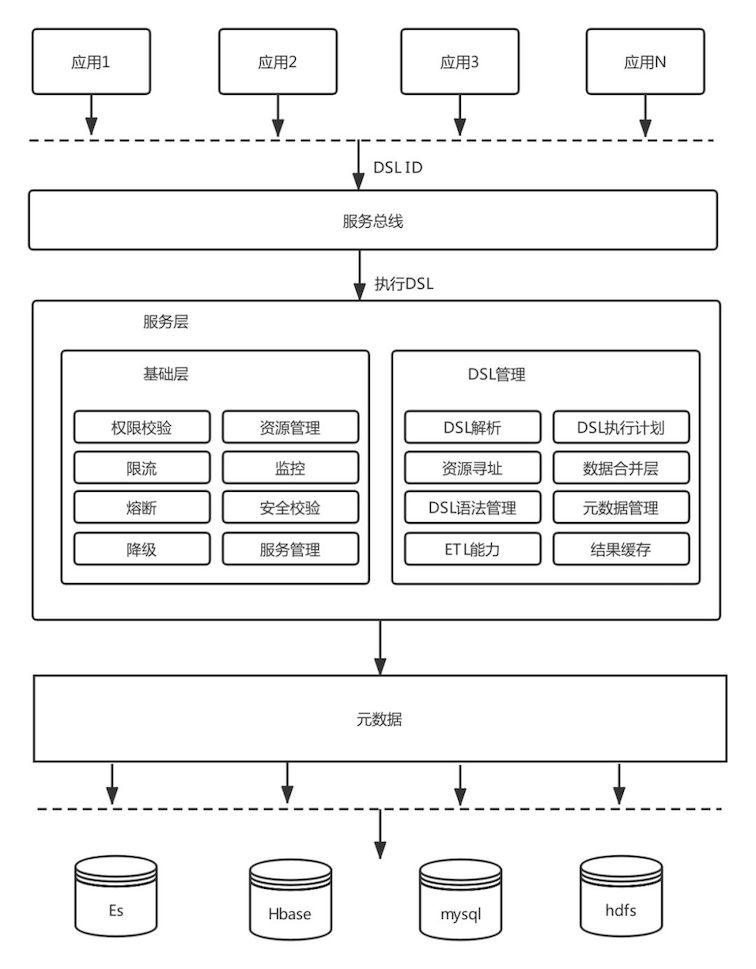 应用1
应用2
应用3
应用N
DSL ID
服务总线
执行DSL
服务层
基础层
权限校验
资源管理
限流
监控
熔断
安全校验
降级
服务管理
DSL管理
DSL解析
DSL执行计划
资源寻址
数据合并层
DSL语法管理
元数据管理
ETL能力
结果缓存
元数据
Es
Hbase
mysql
hdfs